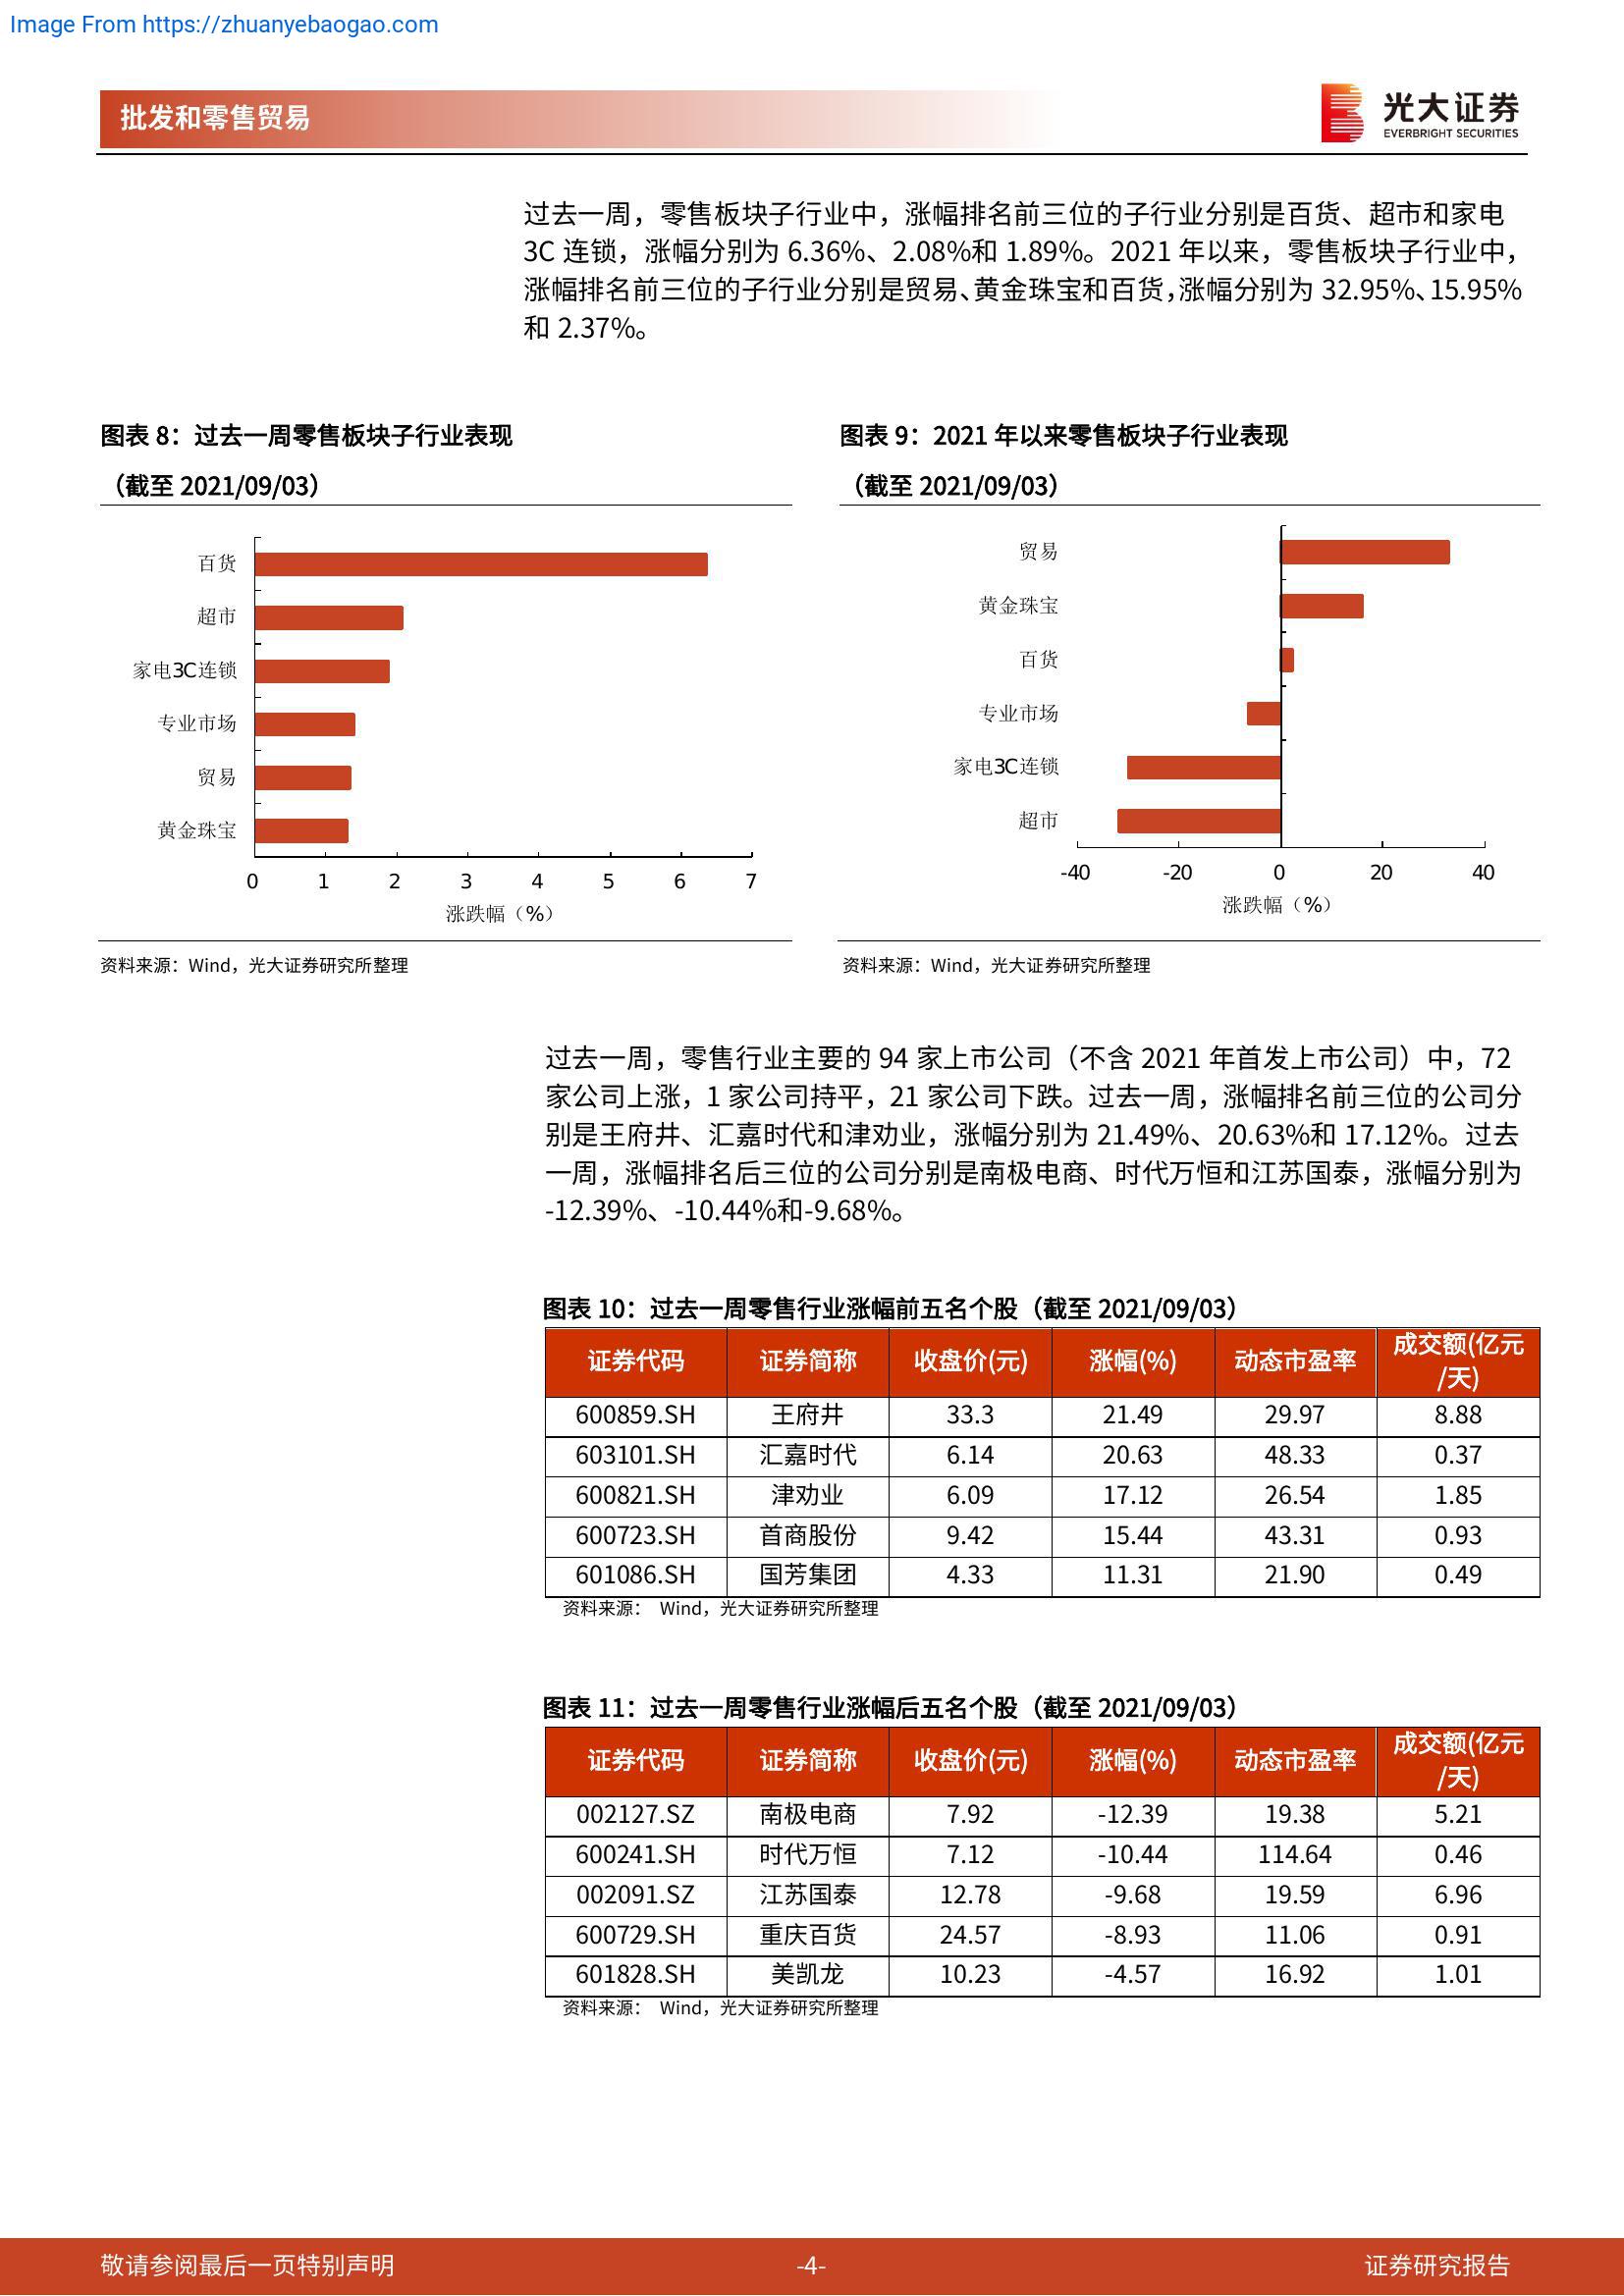 Image From https://zhuanyebaogao.com
批发和零售贸易
光大证券
EVERBRIGHT SECURITIES
过去一周，零售板块子行业中，涨幅排名前三位的子行业分别是百货、超市和家电
3C 连锁，涨幅分别为 6.36%、2.08%和 1.89%。2021 年以来，零售板块子行业中，
涨幅排名前三位的子行业分别是贸易、黄金珠宝和百货，涨幅分别为 32.95%、15.95%
和 2.37%。
图表 8：过去一周零售板块子行业表现
（截至 2021/09/03）
百货
超市
家电3C连锁
专业市场
贸易
黄金珠宝
0 1 2 3 4 5 6 7
涨跌幅（%）
资料来源：Wind，光大证券研究所整理
图表 9：2021 年以来零售板块子行业表现
（截至 2021/09/03）
贸易
黄金珠宝
百货
专业市场
家电3C连锁
超市
-40 -20 0 20 40
涨跌幅（%）
资料来源：Wind，光大证券研究所整理
过去一周，零售行业主要的 94 家上市公司（不含 2021 年首发上市公司）中，72
家公司上涨，1 家公司持平，21 家公司下跌。过去一周，涨幅排名前三位的公司分
别是王府井、汇嘉时代和津劝业，涨幅分别为 21.49%、20.63%和 17.12%。过去
一周，涨幅排名后三位的公司分别是南极电商、时代万恒和江苏国泰，涨幅分别为
-12.39%、-10.44%和-9.68%。
图表 10：过去一周零售行业涨幅前五名个股（截至 2021/09/03）
证券代码 证券简称 收盘价(元) 涨幅(%) 动态市盈率 成交额(亿元
/天)
600859.SH 王府井 33.3 21.49 29.97 8.88
603101.SH 汇嘉时代 6.14 20.63 48.33 0.37
600821.SH 津劝业 6.09 17.12 26.54 1.85
600723.SH 首商股份 9.42 15.44 43.31 0.93
601086.SH 国芳集团 4.33 11.31 21.90 0.49
资料来源： Wind，光大证券研究所整理
图表 11：过去一周零售行业涨幅后五名个股（截至 2021/09/03）
证券代码 证券简称 收盘价(元) 涨幅(%) 动态市盈率 成交额(亿元
/天)
002127.SZ 南极电商 7.92 -12.39 19.38 5.21
600241.SH 时代万恒 7.12 -10.44 114.64 0.46
002091.SZ 江苏国泰 12.78 -9.68 19.59 6.96
600729.SH 重庆百货 24.57 -8.93 11.06 0.91
601828.SH 美凯龙 10.23 -4.57 16.92 1.01
资料来源： Wind，光大证券研究所整理
敬请参阅最后一页特别声明
-4-
证券研究报告